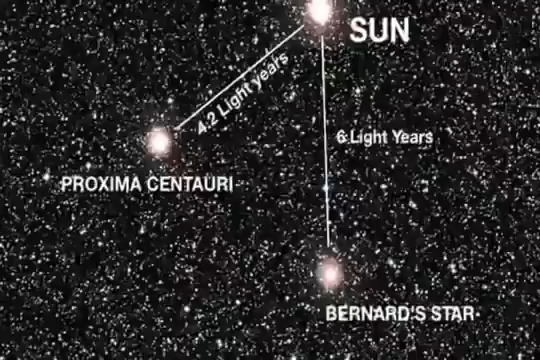 SUN
4.2 Light years
6 Light Years
PROXIMA CENTAURI
BERNARD'S STAR